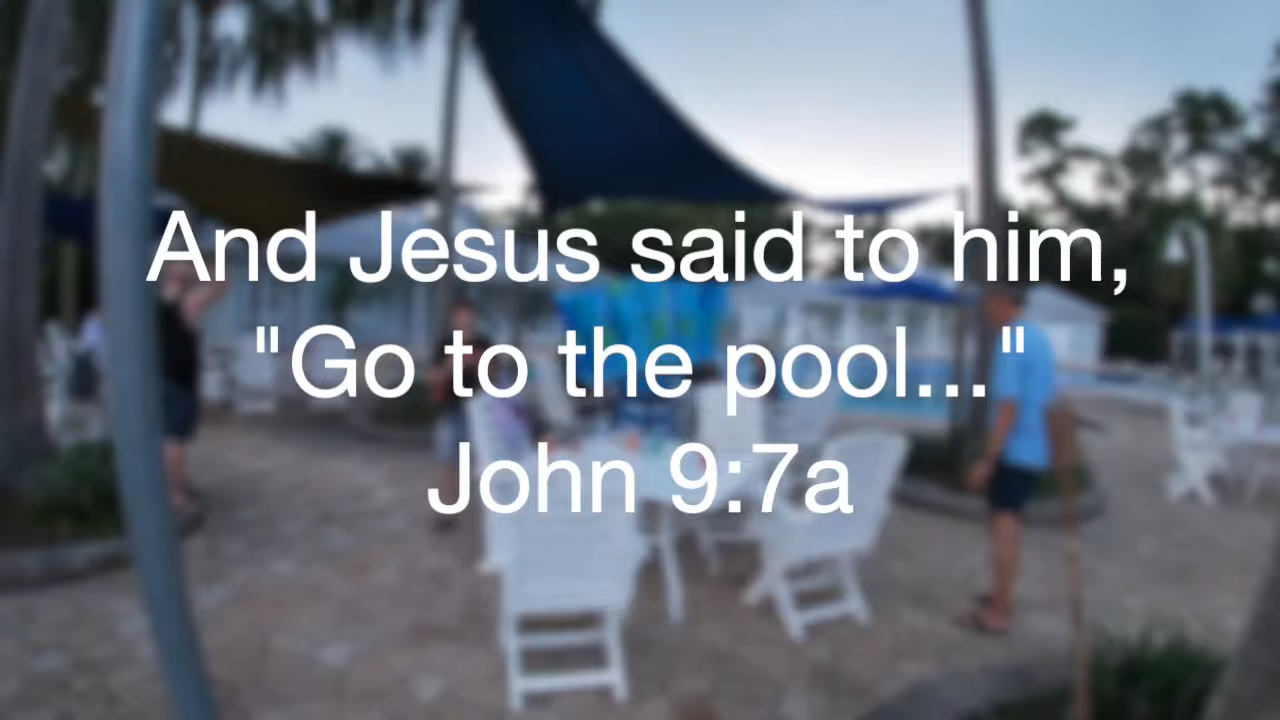 And Jesus said to him,
"Go to the pool..."
John 9:7a